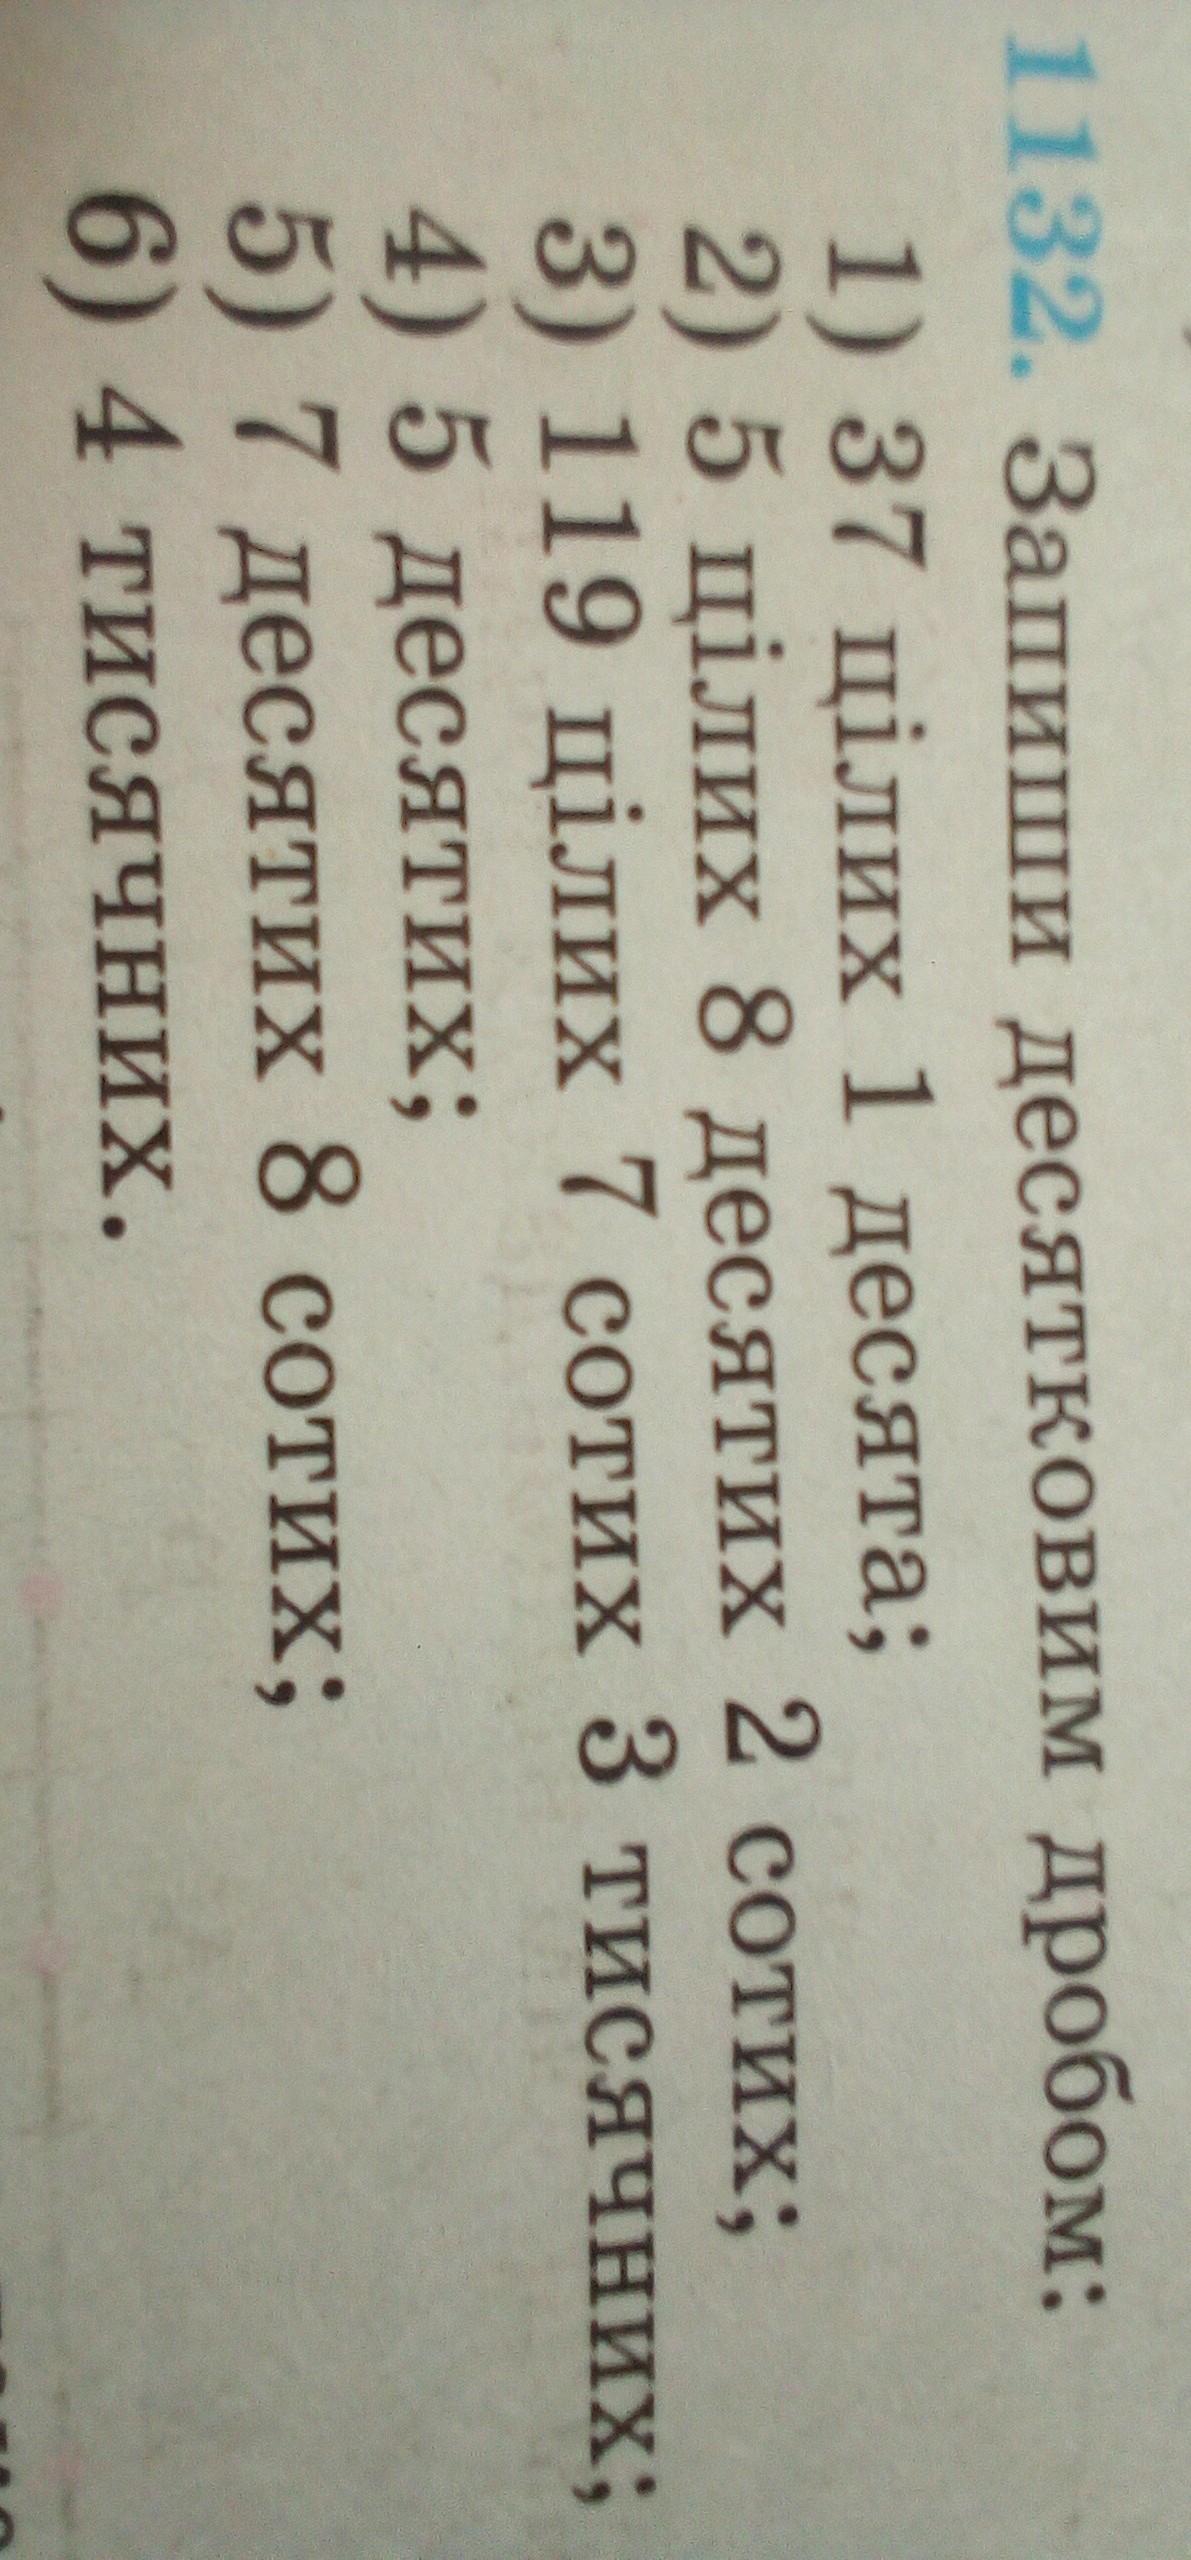 1132. Запиши десятковим дробом:
1) 37 цілих 1 десята;
2) 5 цілих 8 десятих 2 сотих;
3) 119 цілих 7 сотих 3 тисячних;
4) 5 десятих;
5) 7 десятих 8 сотих;
6) 4 тисячних.